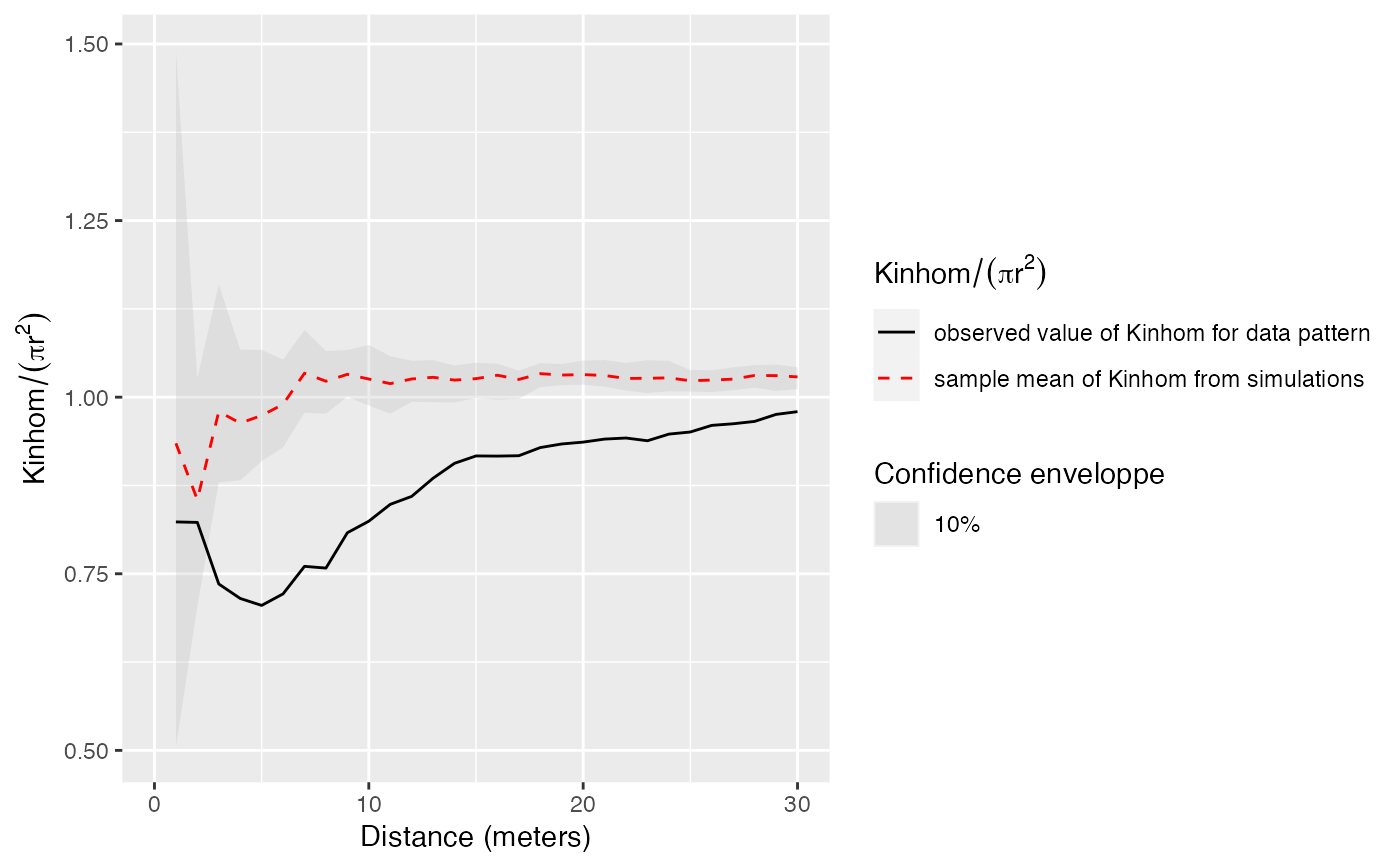 1.50
1.25
1.00
0.75
0.50
Kinhom/(πr²)
0
10
20
30
Distance (meters)
Kinhom/(πr²)
observed value of Kinhom for data pattern
sample mean of Kinhom from simulations
Confidence enveloppe
10%